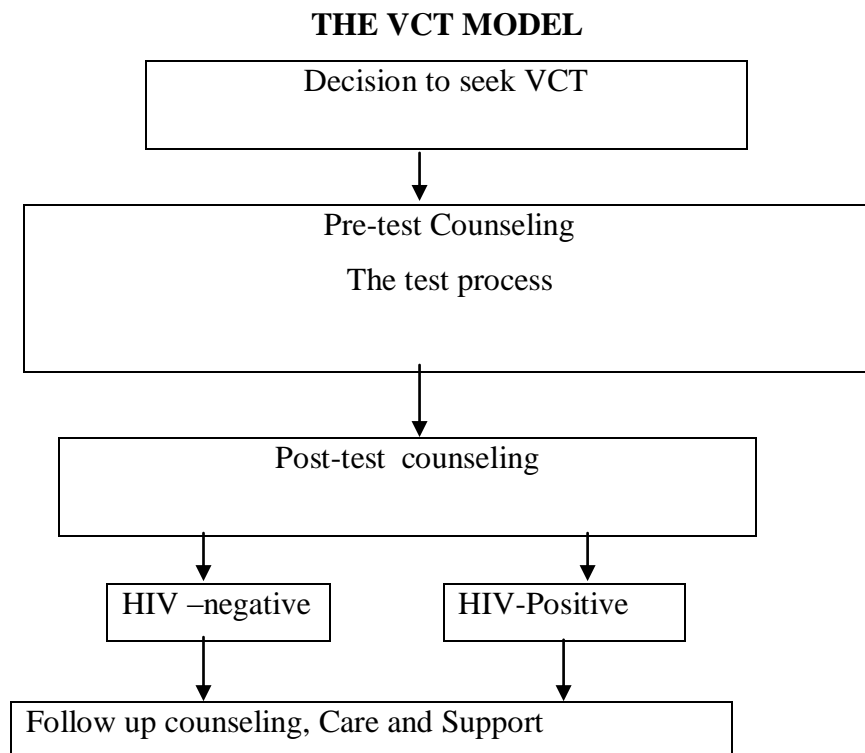 THE VCT MODEL
Decision to seek VCT
Pre-test Counseling
The test process
Post-test  counseling
HIV –negative
HIV-Positive
Follow up counseling, Care and Support